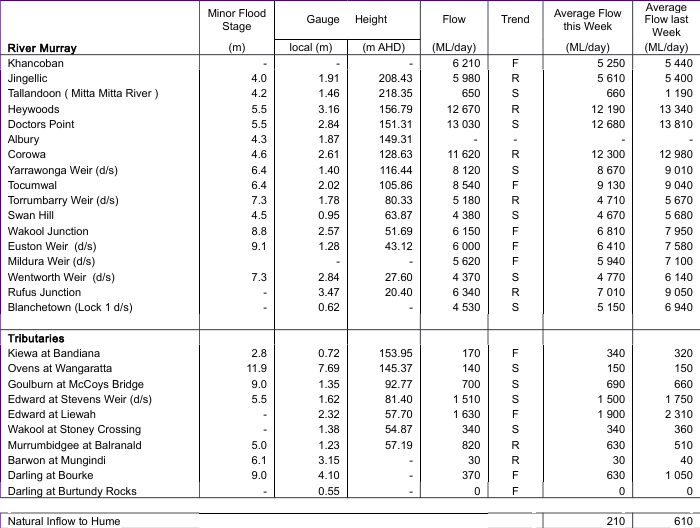 Minor Flood Stage Gauge Height Flow Trend Average Flow this Week Average Flow last Week
River Murray (m) local (m) (m AHD) (ML/day) (ML/day) (ML/day)
Khancoban - - - 6 210 F 5 250 5 440
Jingellic 4.0 1.91 208.43 5 980 R 5 610 5 400
Tallandoon ( Mitta Mitta River ) 4.2 1.46 218.35 650 S 660 1 190
Heywoods 5.5 3.16 156.79 12 670 R 12 190 13 340
Doctors Point 5.5 2.84 151.31 13 030 S 12 680 13 810
Albury 4.3 1.87 149.31 - - - -
Corowa 4.6 2.61 128.63 11 620 R 12 300 12 980
Yarrawonga Weir (d/s) 6.4 1.40 116.44 8 120 S 8 670 9 010
Tocumwal 6.4 2.02 105.86 8 540 F 9 130 9 040
Torrumbarry Weir (d/s) 7.3 1.78 80.33 5 180 R 4 710 5 670
Swan Hill 4.5 0.95 63.87 4 380 S 4 670 5 680
Wakool Junction 8.8 2.57 51.69 6 150 F 6 810 7 950
Euston Weir (d/s) 9.1 1.28 43.12 6 000 F 6 410 7 580
Mildura Weir (d/s) - - 5 620 F 5 940 7 100
Wentworth Weir (d/s) 7.3 2.84 27.60 4 370 S 4 770 6 140
Rufus Junction - 3.47 20.40 6 340 R 7 010 9 050
Blanchetown (Lock 1 d/s) - 0.62 - 4 530 S 5 150 6 940
Tributaries
Kiewa at Bandiana 2.8 0.72 153.95 170 F 340 320
Ovens at Wangaratta 11.9 7.69 145.37 140 S 150 150
Goulburn at McCoys Bridge 9.0 1.35 92.77 700 S 690 660
Edward at Stevens Weir (d/s) 5.5 1.62 81.40 1 510 S 1 500 1 750
Edward at Liewah - 2.32 57.70 1 630 F 1 900 2 310
Wakool at Stoney Crossing - 1.38 54.87 340 S 340 360
Murrumbidgee at Balranald 5.0 1.23 57.19 820 R 630 510
Barwon at Mungindi 6.1 3.15 - 30 R 30 40
Darling at Bourke 9.0 4.10 - 370 F 630 1 050
Darling at Burtundy Rocks - 0.55 - 0 F 0 0
Natural Inflow to Hume 210 610